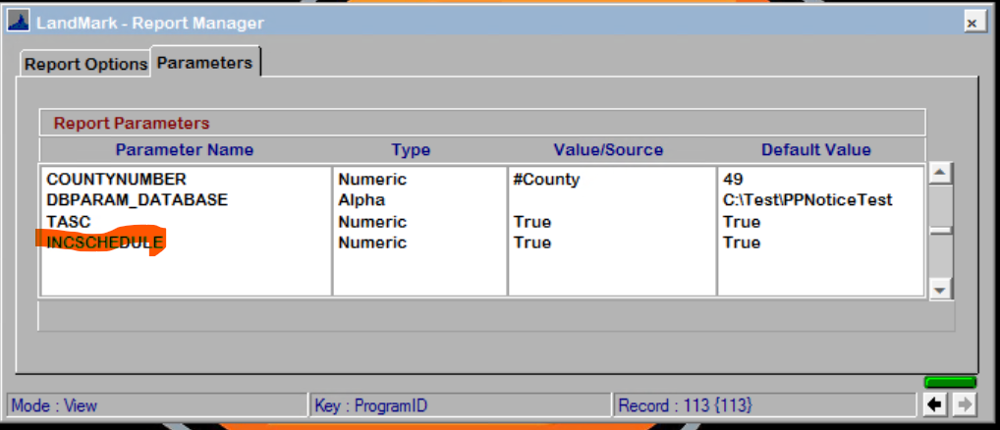 LandMark - Report Manager
Report Options Parameters
Report Parameters
Parameter Name Type Value/Source Default Value
COUNTYNUMBER Numeric #County 49
DBPARAM_DATABASE Alpha C:\Test\PPNoticeTest
TASC Numeric True True
INCSCHEDULE Numeric True True
Mode : View Key : ProgramID Record : 113 {113}